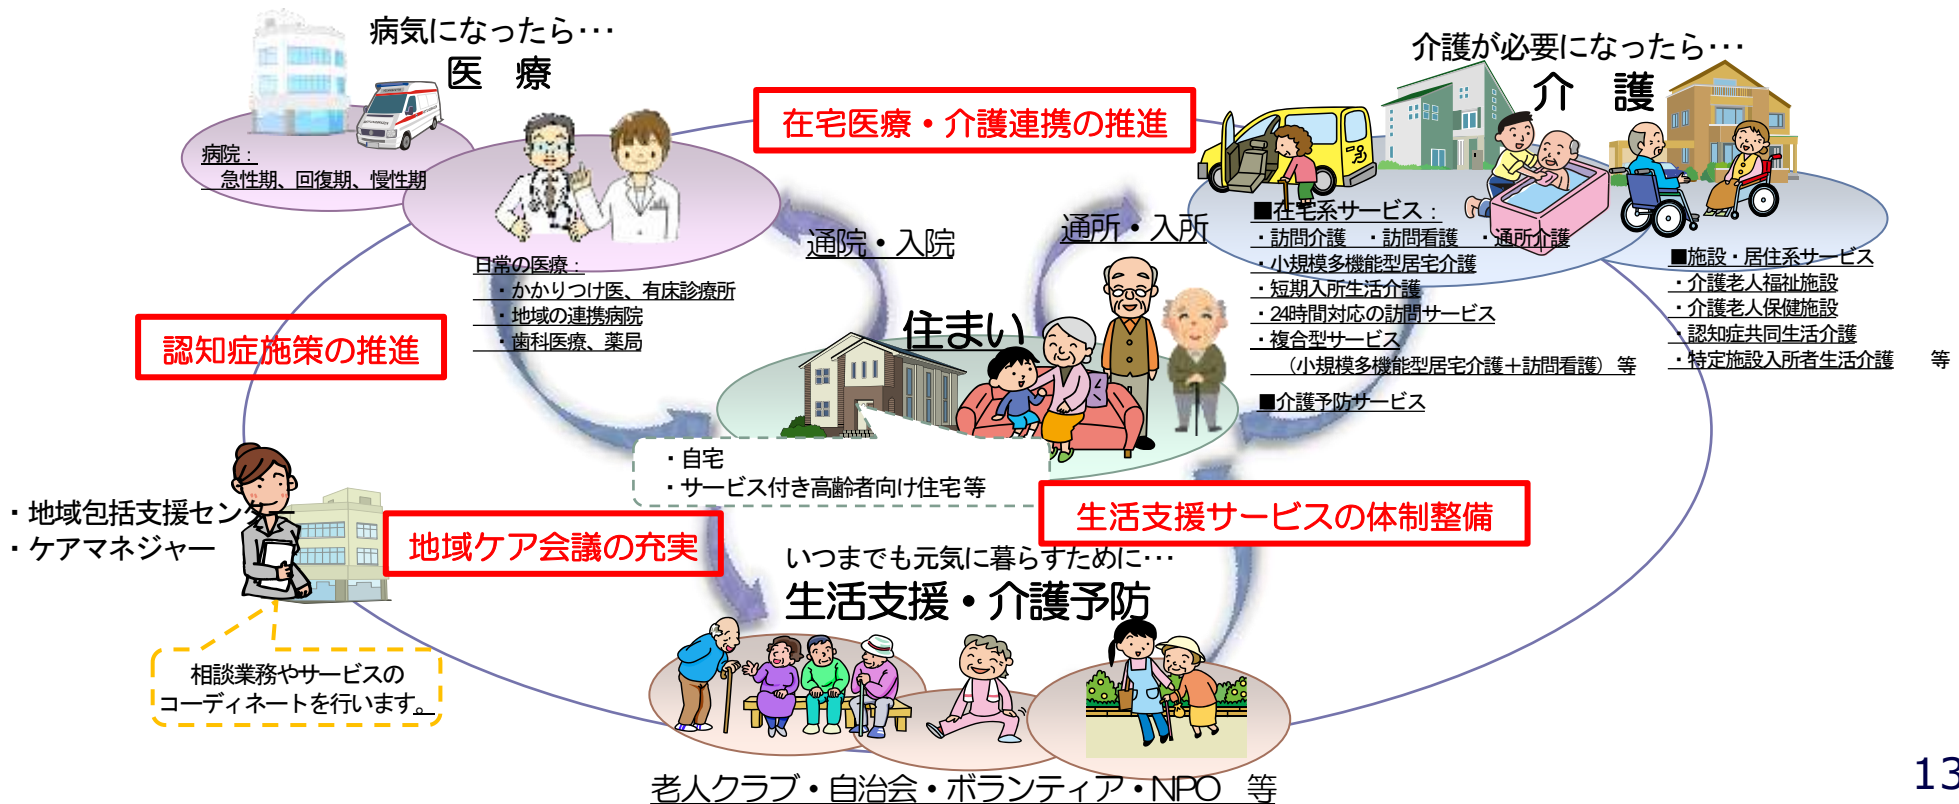 病気になったら･･･
医　療
病院：
急性期、回復期、慢性期
日常の医療：
・かかりつけ医、有床診療所
・地域の連携病院
・歯科医療、薬局
在宅医療・介護連携の推進
介護が必要になったら･･･
介　護
■在宅系サービス：
・訪問介護　・訪問看護　・通所介護
・小規模多機能型居宅介護
・短期入所生活介護
・24時間対応の訪問サービス
・複合型サービス
（小規模多機能型居宅介護＋訪問看護）等
■介護予防サービス
■施設・居住系サービス
・介護老人福祉施設
・介護老人保健施設
・認知症共同生活介護
・特定施設入所者生活介護　　等
通院・入院
通所・入所
認知症施策の推進
住まい
・自宅
・サービス付き高齢者向け住宅等
・地域包括支援センター
・ケアマネジャー
地域ケア会議の充実
生活支援サービスの体制整備
相談業務やサービスの
コーディネートを行います。
いつまでも元気に暮らすために･･･
生活支援・介護予防
老人クラブ・自治会・ボランティア・NPO　等
13